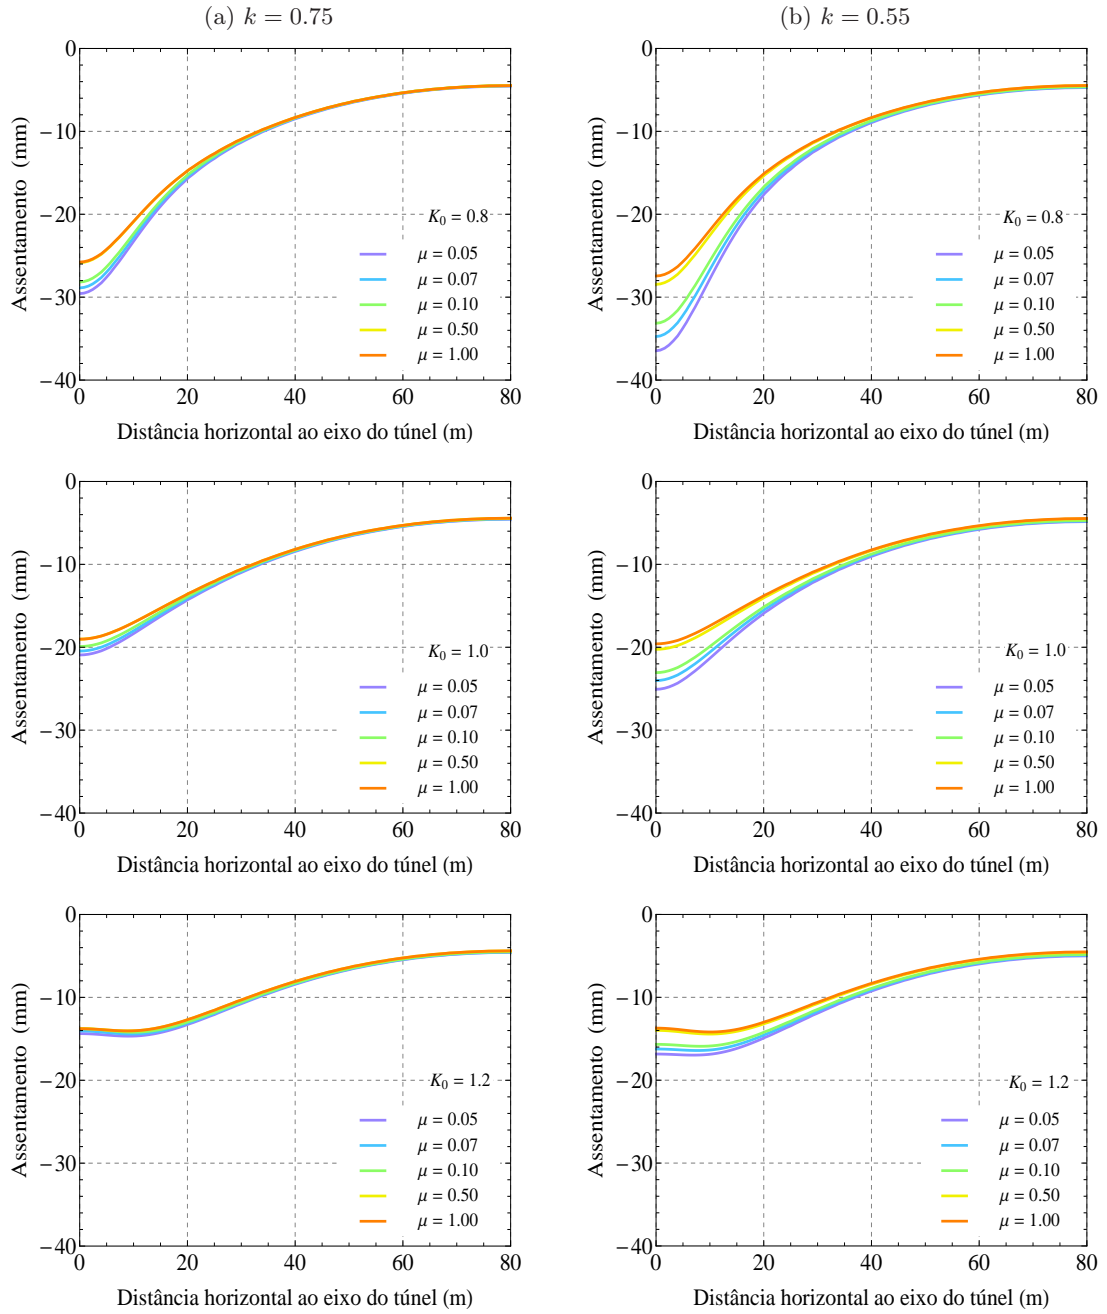 (a) k = 0.75
(b) k = 0.55
0
−10
−20
−30
−40
0 20 40 60 80
Assentamento (mm)
Distância horizontal ao eixo do túnel (m)
K0 = 0.8
μ = 0.05
μ = 0.07
μ = 0.10
μ = 0.50
μ = 1.00
0
−10
−20
−30
−40
0 20 40 60 80
Assentamento (mm)
Distância horizontal ao eixo do túnel (m)
K0 = 0.8
μ = 0.05
μ = 0.07
μ = 0.10
μ = 0.50
μ = 1.00
0
−10
−20
−30
−40
0 20 40 60 80
Assentamento (mm)
Distância horizontal ao eixo do túnel (m)
K0 = 1.0
μ = 0.05
μ = 0.07
μ = 0.10
μ = 0.50
μ = 1.00
0
−10
−20
−30
−40
0 20 40 60 80
Assentamento (mm)
Distância horizontal ao eixo do túnel (m)
K0 = 1.0
μ = 0.05
μ = 0.07
μ = 0.10
μ = 0.50
μ = 1.00
0
−10
−20
−30
−40
0 20 40 60 80
Assentamento (mm)
Distância horizontal ao eixo do túnel (m)
K0 = 1.2
μ = 0.05
μ = 0.07
μ = 0.10
μ = 0.50
μ = 1.00
0
−10
−20
−30
−40
0 20 40 60 80
Assentamento (mm)
Distância horizontal ao eixo do túnel (m)
K0 = 1.2
μ = 0.05
μ = 0.07
μ = 0.10
μ = 0.50
μ = 1.00